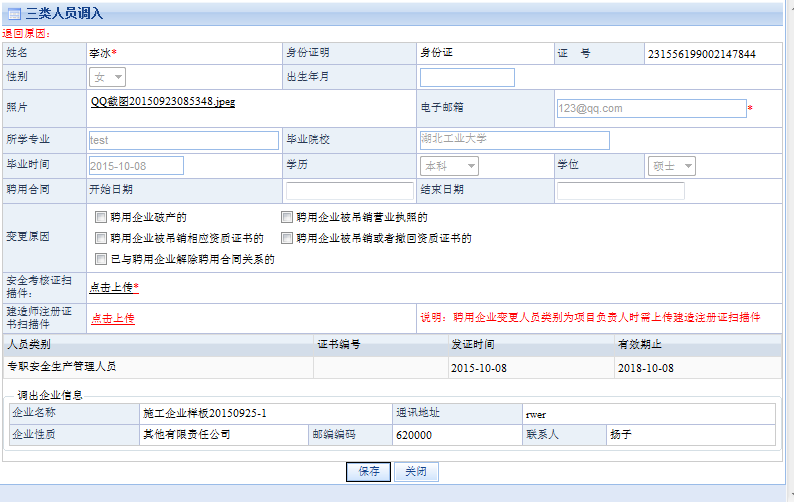 三类人员调入
退回原因：
姓名 李冰* 身份证明 身份证 证 号 231556199002147844
性别 女 出生年月
照片 QQ截图20150923085348.jpeg 电子邮箱 123@qq.com *
所学专业 test 毕业院校 湖北工业大学
毕业时间 2015-10-08 学历 本科 学位 硕士
聘用合同 开始日期 结束日期
变更原因
聘用企业破产的 聘用企业被吊销营业执照的
聘用企业被吊销相应资质证书的 聘用企业被吊销或者撤回资质证书的
已与聘用企业解除聘用合同关系的
安全考核证扫
描件： 点击上传*
建造师注册证
书扫描件 点击上传 说明：聘用企业变更人员类别为项目负责人时需上传建造注册证扫描件
人员类别 证书编号 发证时间 有效期止
专职安全生产管理人员 2015-10-08 2018-10-08
调出企业信息
企业名称 施工企业样板20150925-1 通讯地址 rwer
企业性质 其他有限责任公司 邮编编码 620000 联系人 扬子
保存 关闭